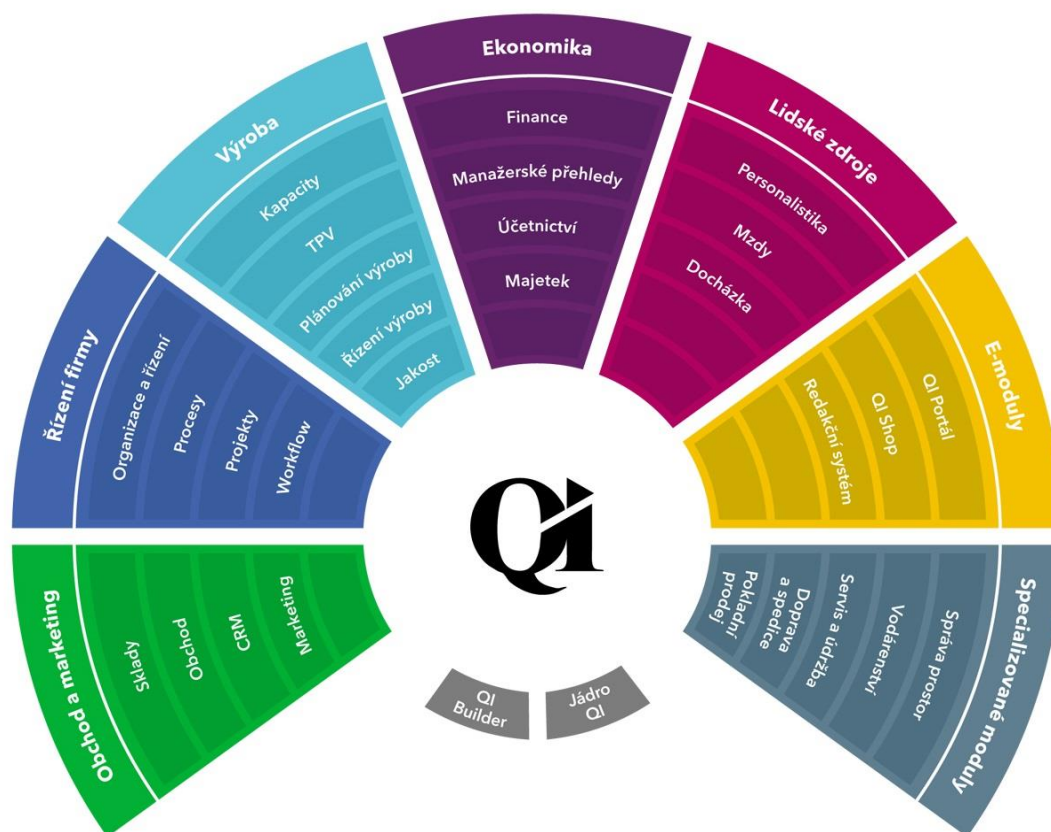 Obchod a marketing
Sklady
Obchod
CRM
Marketing
Řízení firmy
Organizace a řízení
Procesy
Projekty
Workflow
Výroba
Kapacity
TPV
Plánování výroby
Řízení výroby
Jakost
Ekonomika
Finance
Manažerské přehledy
Účetnictví
Majetek
Lidské zdroje
Personalistika
Mzdy
Docházka
E-moduly
QI Portál
QI Shop
Redakční systém
Specializované moduly
Správa prostor
Vodárenství
Servis a údržba
Doprava
a spedice
Pokladní
prodej
QI
QI
Builder
Jádro
QI